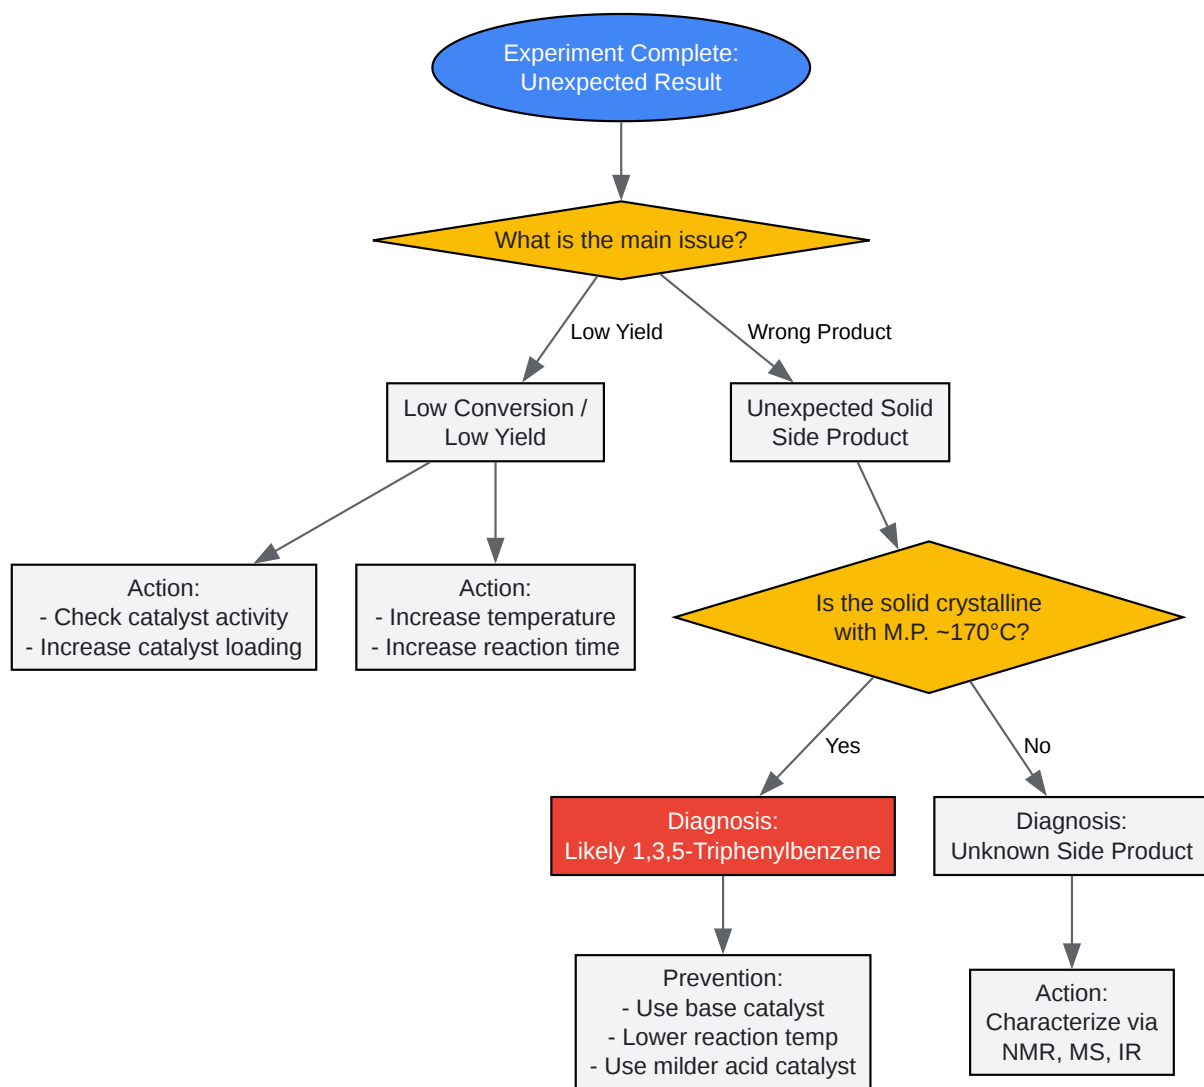 Experiment Complete:
Unexpected Result
What is the main issue?
Low Yield
Wrong Product
Low Conversion /
Low Yield
Unexpected Solid
Side Product
Action:
- Check catalyst activity
- Increase catalyst loading
Action:
- Increase temperature
- Increase reaction time
Is the solid crystalline
with M.P. ~170°C?
Yes
No
Diagnosis:
Likely 1,3,5-Triphenylbenzene
Diagnosis:
Unknown Side Product
Prevention:
- Use base catalyst
- Lower reaction temp
- Use milder acid catalyst
Action:
Characterize via
NMR, MS, IR